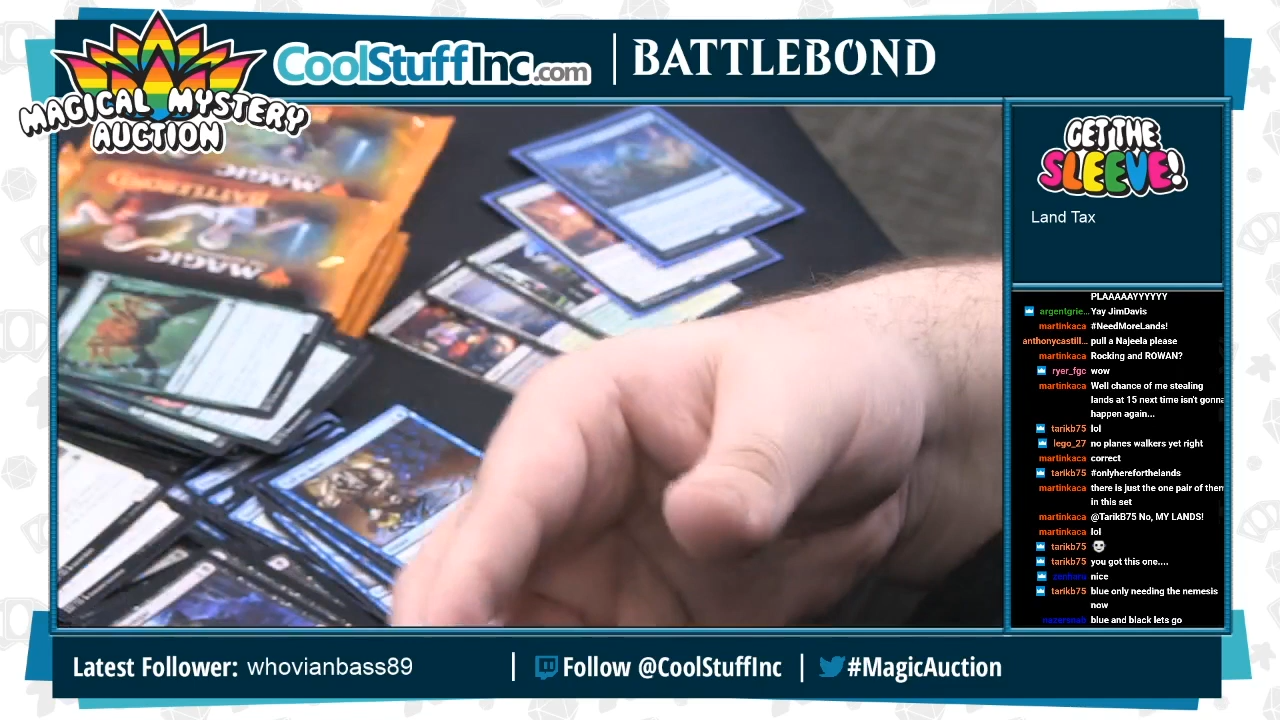 MAGICAL MYSTERY
AUCTION
CoolStuffInc.com
BATTLEBOND
MAGIC
BATTLEBOND
MAGIC
GET THE
SLEEVE!
Land Tax
PLAAAAAYYYYYY
argentgrie... Yay JimDavis
martinkaca #NeedMoreLands!
anthonycastill... pull a Najeela please
martinkaca Rocking and ROWAN?
ryer_fgc wow
martinkaca Well chance of me stealing
lands at 15 next time isn't gonna
happen again...
tarikb75 lol
lego_27 no planes walkers yet right
martinkaca correct
tarikb75 #onlyhereforthelands
martinkaca there is just the one pair of them
in this set
martinkaca @TarikB75 No, MY LANDS!
martinkaca lol
tarikb75
tarikb75 you got this one....
nice
tarikb75 blue only needing the nemesis
now
blue and black lets go
Latest Follower: whovianbass89
Follow @CoolStuffInc
#MagicAuction